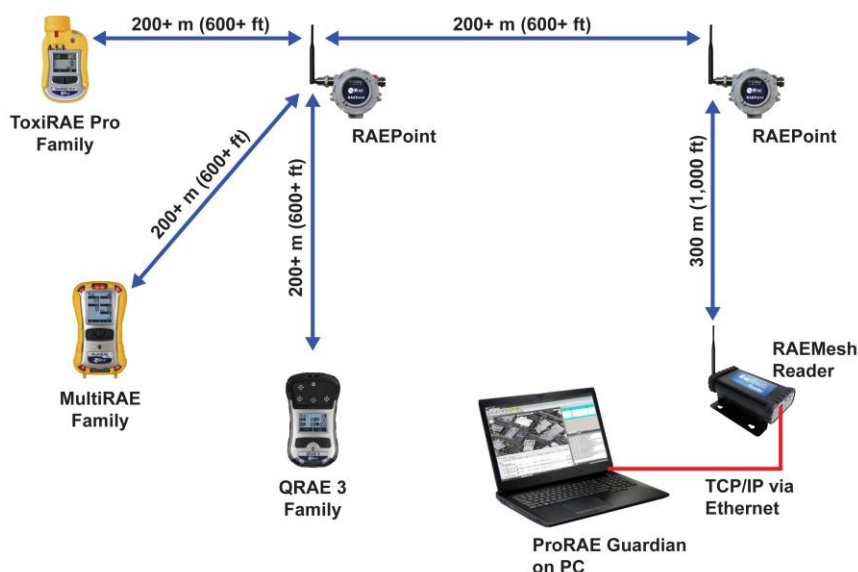 200+ m (600+ ft)
200+ m (600+ ft)
ToxiRAE Pro
Family
RAEPoint
RAEPoint
200+ m (600+ ft)
200+ m (600+ ft)
300 m (1,000 ft)
MultiRAE
Family
QRAE 3
Family
RAEMesh
Reader
TCP/IP via
Ethernet
ProRAE Guardian
on PC